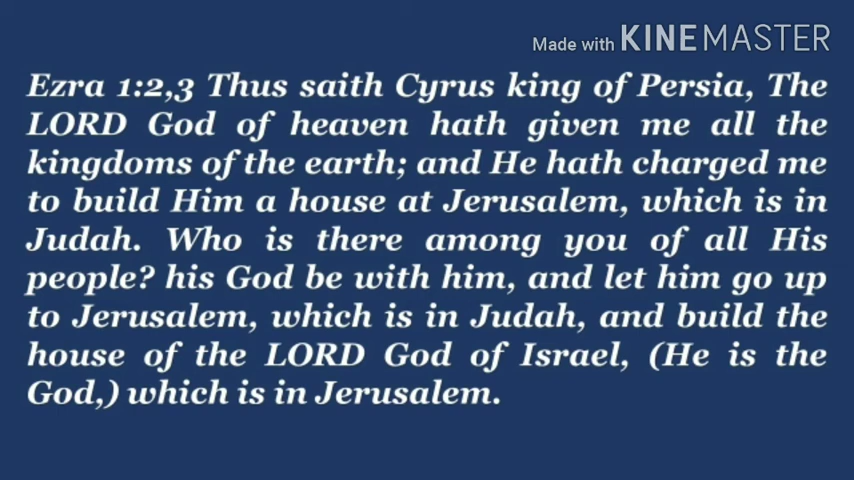 Made with KINEMASTER
Ezra 1:2,3 Thus saith Cyrus king of Persia, The
LORD God of heaven hath given me all the
kingdoms of the earth; and He hath charged me
to build Him a house at Jerusalem, which is in
Judah. Who is there among you of all His
people? his God be with him, and let him go up
to Jerusalem, which is in Judah, and build the
house of the LORD God of Israel, (He is the
God,) which is in Jerusalem.